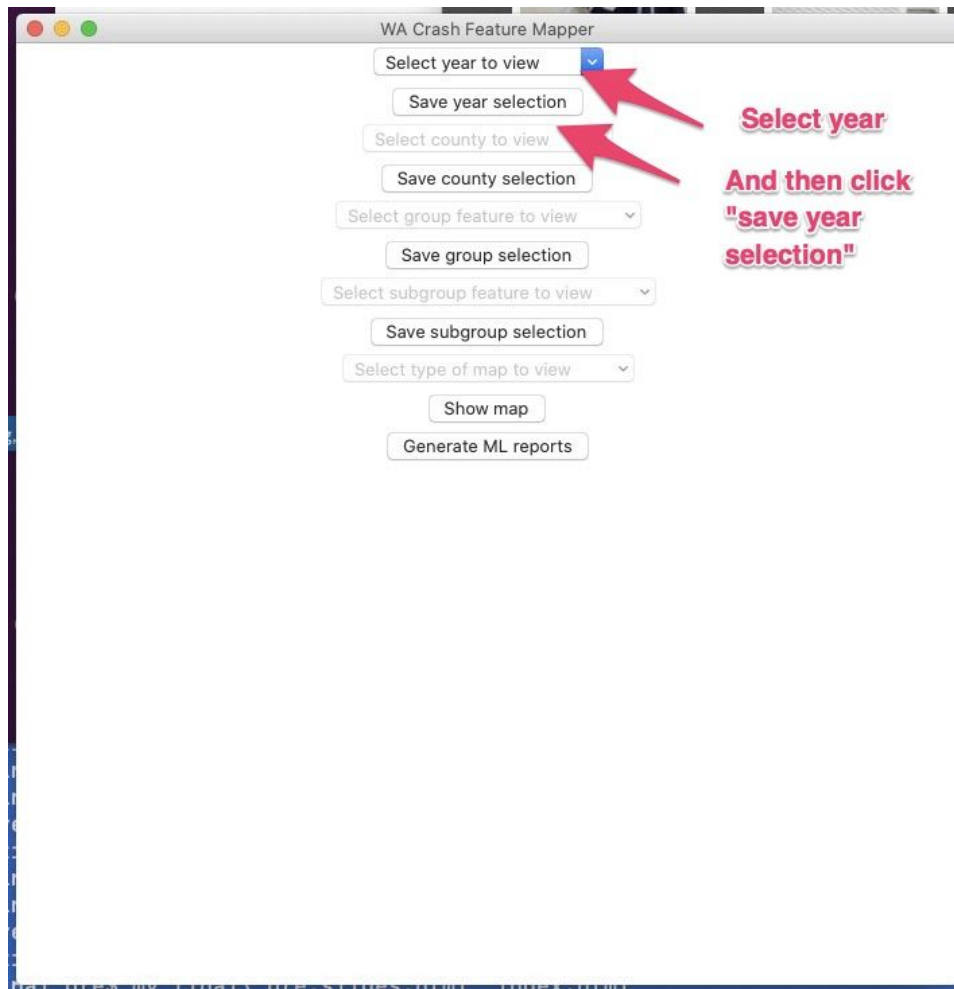 WA Crash Feature Mapper
Select year to view
Save year selection
Select county to view
Save county selection
Select group feature to view
Save group selection
Select subgroup feature to view
Save subgroup selection
Select type of map to view
Show map
Generate ML reports
Select year
And then click
"save year
selection"